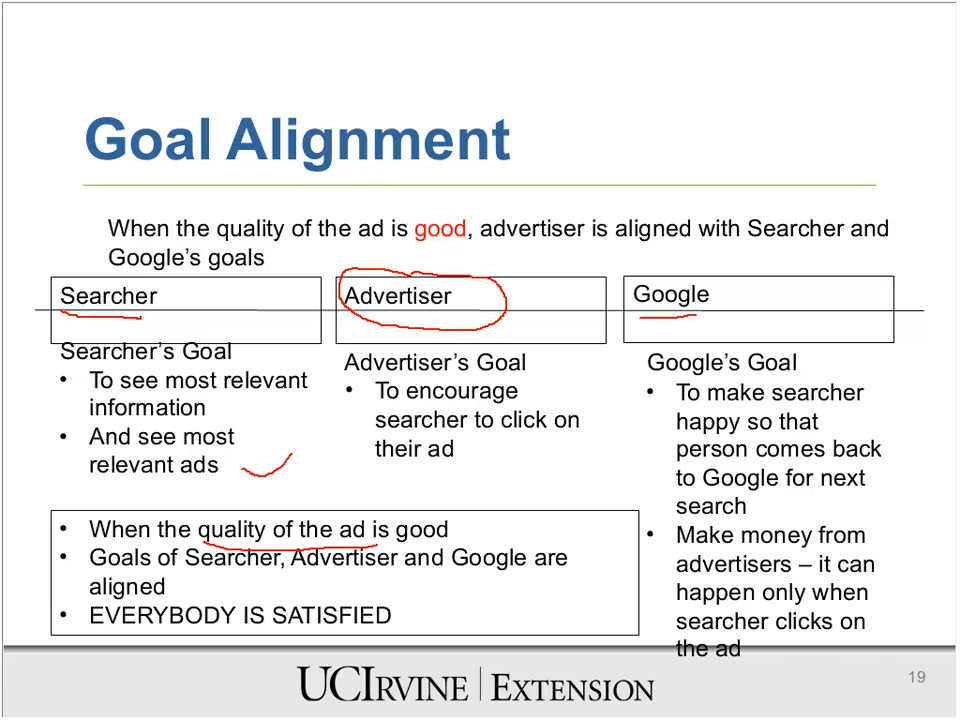 Goal Alignment
When the quality of the ad is good, advertiser is aligned with Searcher and
Google's goals
Searcher
Searcher's Goal
• To see most relevant
information
• And see most
relevant ads
Advertiser
Advertiser's Goal
• To encourage
searcher to click on
their ad
Google
Google's Goal
• To make searcher
happy so that
person comes back
to Google for next
search
• Make money from
advertisers – it can
happen only when
searcher clicks on
the ad
• When the quality of the ad is good
• Goals of Searcher, Advertiser and Google are
aligned
• EVERYBODY IS SATISFIED
UCIRVINE | EXTENSION
19